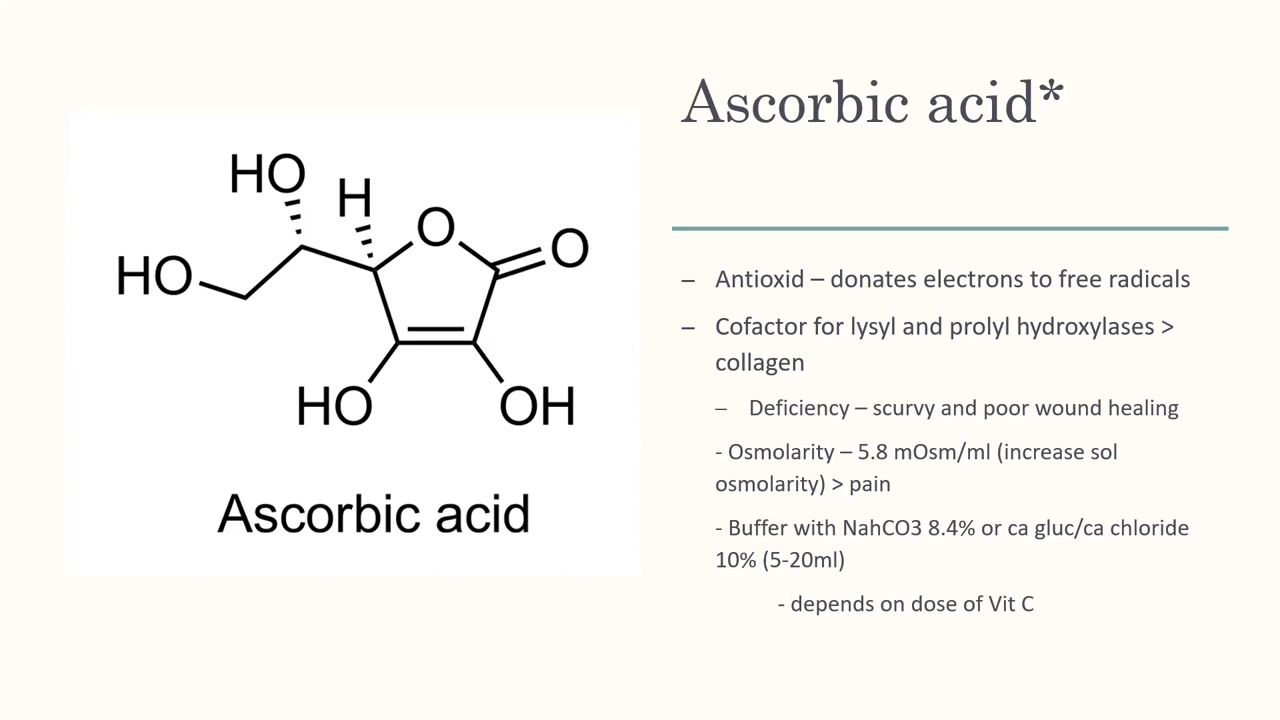 Ascorbic acid*
HO
H
O
O
HO
HO
OH
Ascorbic acid
– Antioxid – donates electrons to free radicals
– Cofactor for lysyl and prolyl hydroxylases >
collagen
– Deficiency – scurvy and poor wound healing
- Osmolarity – 5.8 mOsm/ml (increase sol
osmolarity) > pain
- Buffer with NahCO3 8.4% or ca gluc/ca chloride
10% (5-20ml)
- depends on dose of Vit C